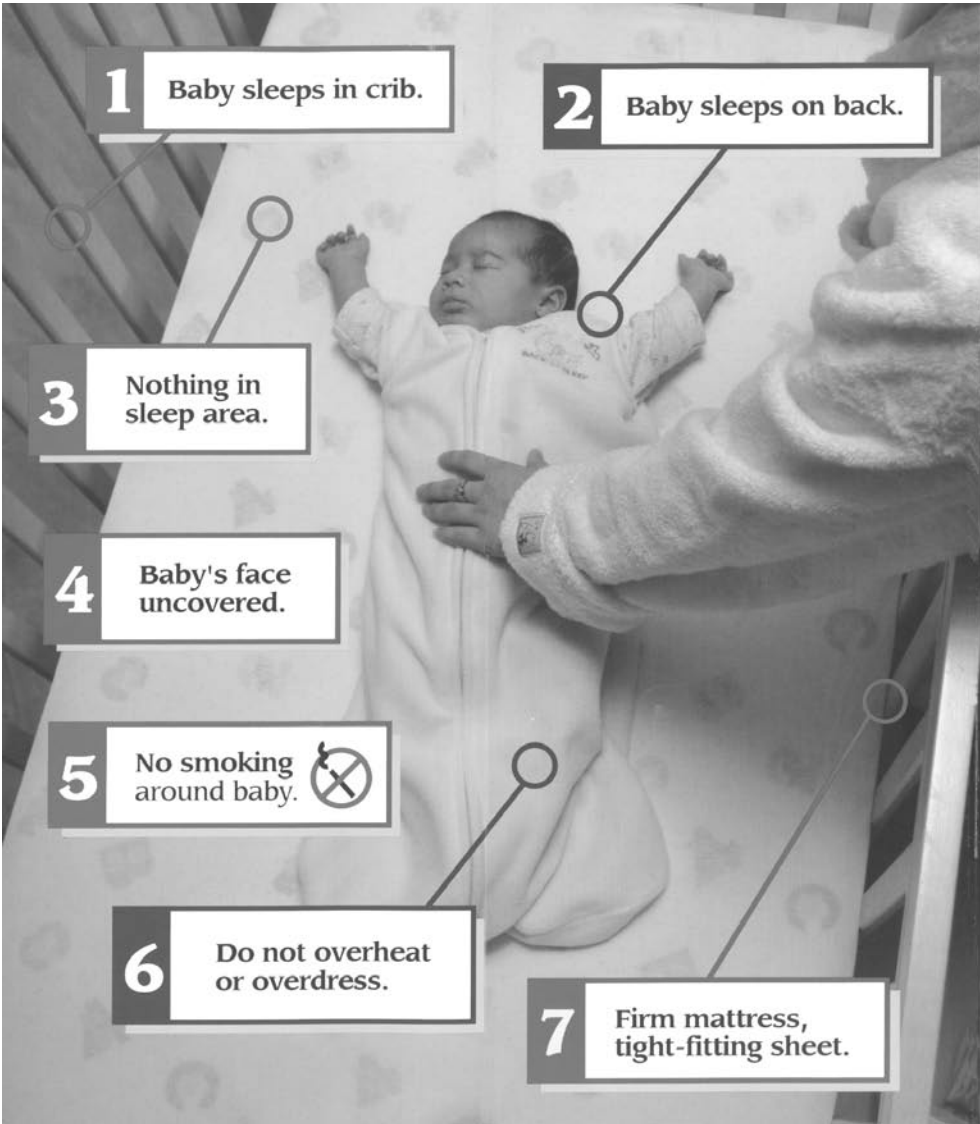 1
Baby sleeps in crib.
2
Baby sleeps on back.
3
Nothing in
sleep area.
4
Baby's face
uncovered.
5
No smoking
around baby.
6
Do not overheat
or overdress.
7
Firm mattress,
tight-fitting sheet.